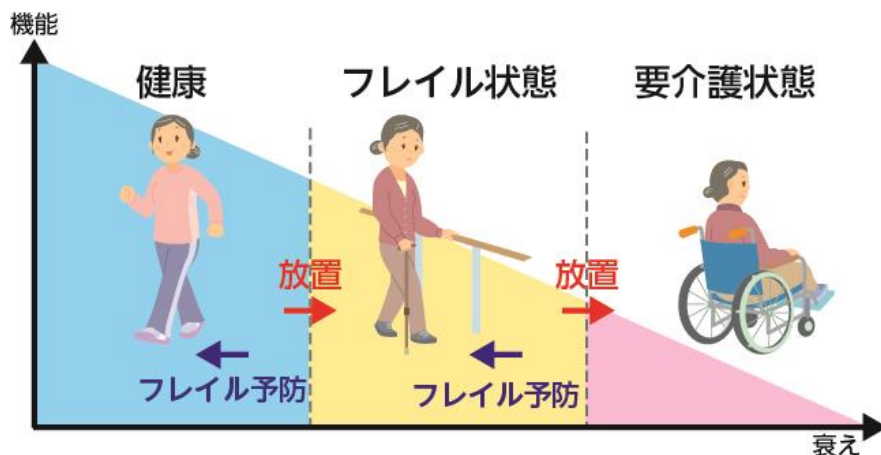 機能
健康
フレイル状態
要介護状態
放置
放置
フレイル予防
フレイル予防
衰え